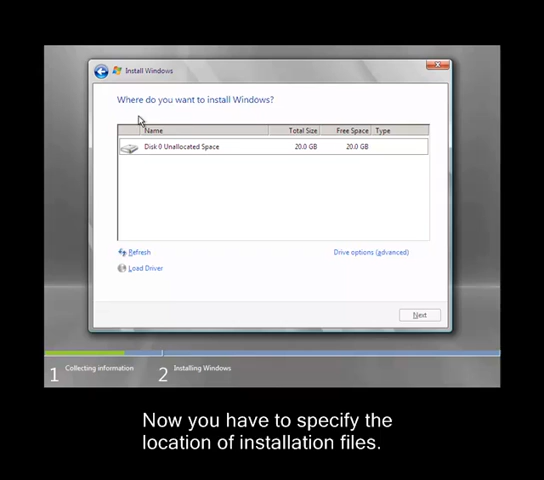 Install Windows
Where do you want to install Windows?
Name Total Size Free Space Type
Disk 0 Unallocated Space 20.0 GB 20.0 GB
Refresh Drive options (advanced)
Load Driver
Next
1 Collecting information 2 Installing Windows
Now you have to specify the
location of installation files.